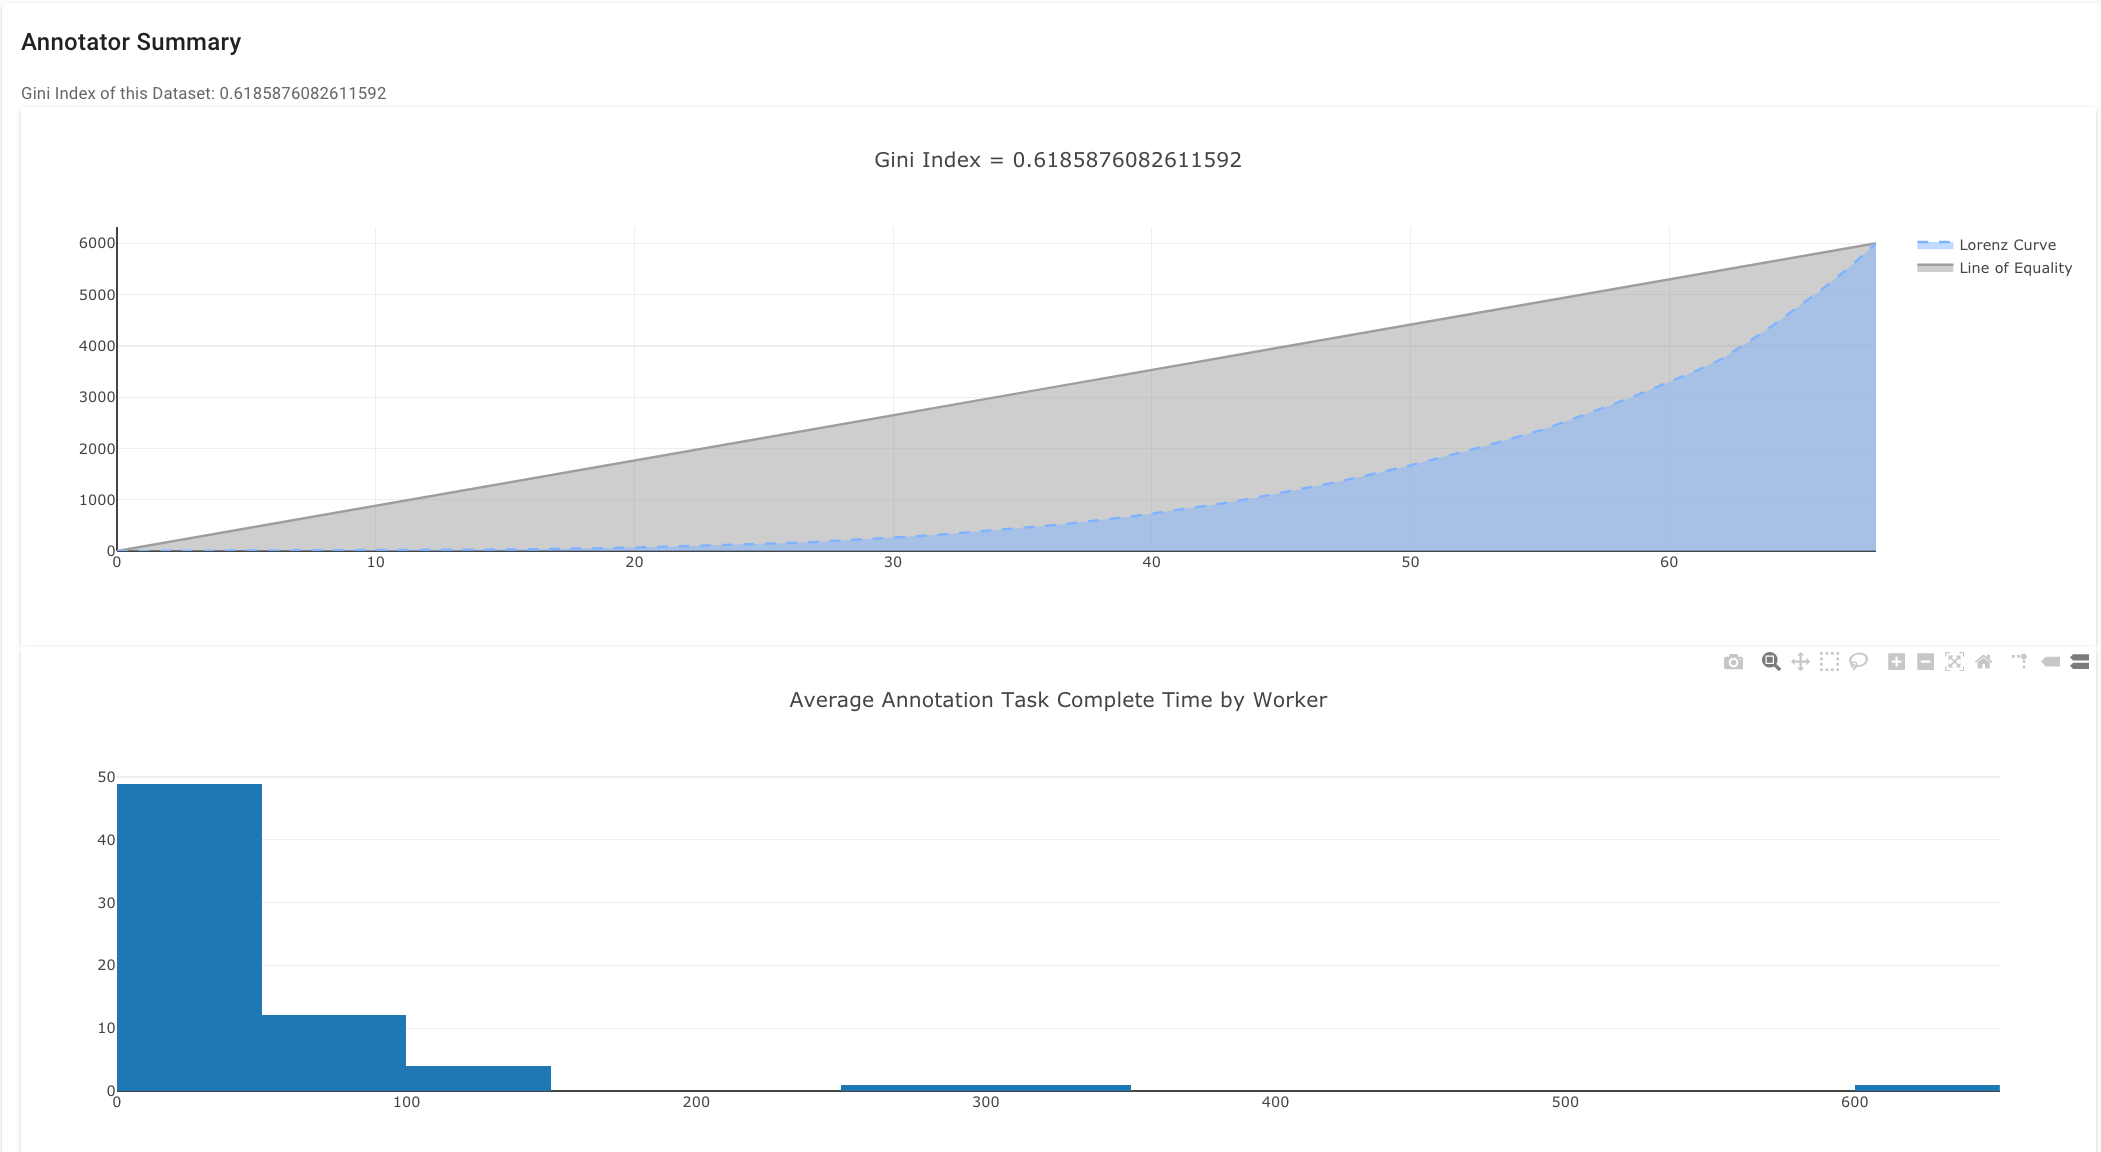 Annotator Summary
Gini Index of this Dataset: 0.6185876082611592
Gini Index = 0.6185876082611592
6000
5000
4000
3000
2000
1000
0
0 10 20 30 40 50 60
Lorenz Curve
Line of Equality
Average Annotation Task Complete Time by Worker
50
40
30
20
10
0
0 100 200 300 400 500 600